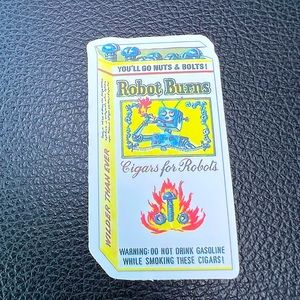 YOU'LL GO NUTS & BOLTS!
Robot Burns
Cigars for Robots
WILDER THAN EVER
WARNING: DO NOT DRINK GASOLINE
WHILE SMOKING THESE CIGARS!